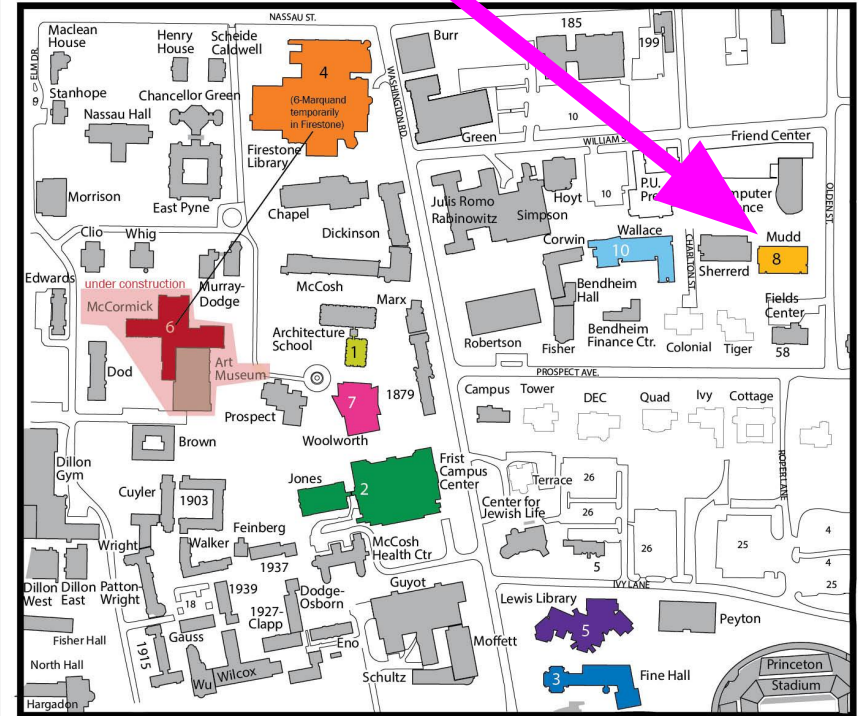 NASSAU ST.
Maclean
House
Henry
House
Scheide
Caldwell
4
(6-Marquand
temporarily
in Firestone)
Burr
185
199
ELM DR.
9
WASHINGTON RD.
Stanhope
Chancellor Green
Nassau Hall
Firestone
Library
Green
10
WILLIAM S
Friend Center
Morrison
East Pyne
Chapel
Julis Romo
Rabinowitz
Simpson
Hoyt
10
P.U.
Pre
mputer
nce
OLDEN ST.
Clio
Whig
Dickinson
Corwin
Wallace
10
CHARLTON ST.
Sherrerd
Mudd
8
Edwards
under construction
Murray-
Dodge
McCosh
Bendheim
Hall
McCormick
6
Marx
Architecture
School
1
Bendheim
Finance Ctr.
Fields
Center
58
Robertson
Fisher
Colonial
Tiger
Dod
Art
Museum
PROSPECT AVE.
Prospect
7
1879
Woolworth
Campus
Tower
DEC
Quad
Ivy
Cottage
Brown
Dillon
Gym
Frist
Campus
Center
ROPER LANE
Cuyler
1903
Jones
2
Terrace
26
26
Center for
Jewish Life
26
25
4
4
25
Wright
Walker
Feinberg
1937
McCosh
Health Ctr
5
IVY LANE
Dillon
West
Dillon
East
Patton-
Wright
18
1939
1927-
Clapp
Dodge-
Osborn
Guyot
Lewis Library
5
Peyton
Fisher Hall
1915
Gauss
Eno
Moffett
North Hall
Wu
Wilcox
Schultz
3
Fine Hall
Princeton
Stadium
Hargadon